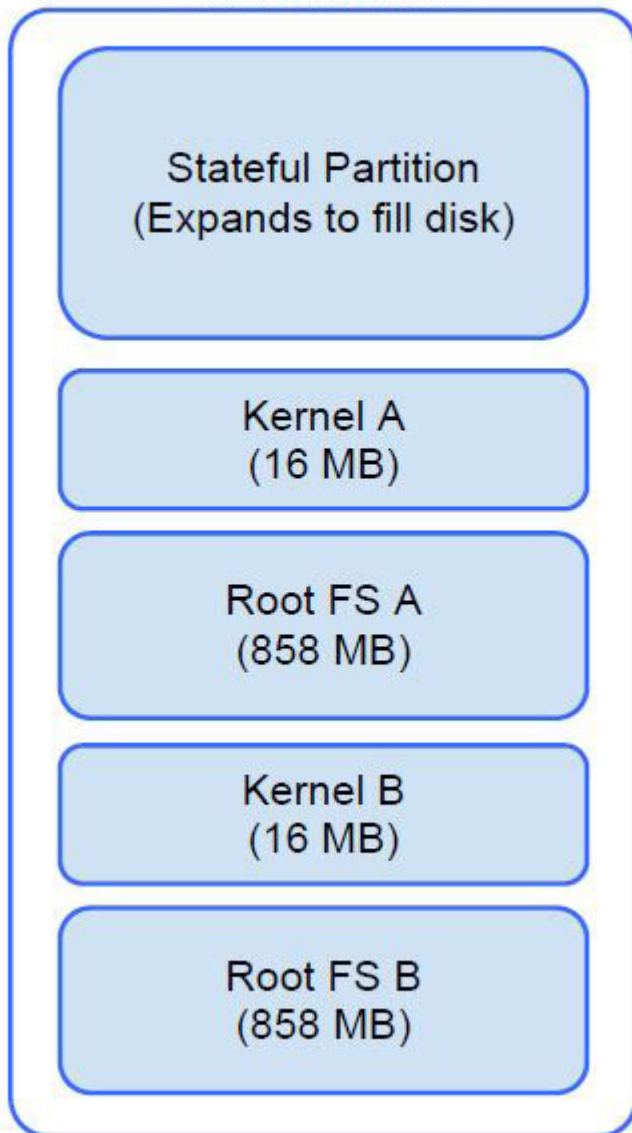 Stateful Partition
(Expands to fill disk)
Kernel A
(16 MB)
Root FS A
(858 MB)
Kernel B
(16 MB)
Root FS B
(858 MB)